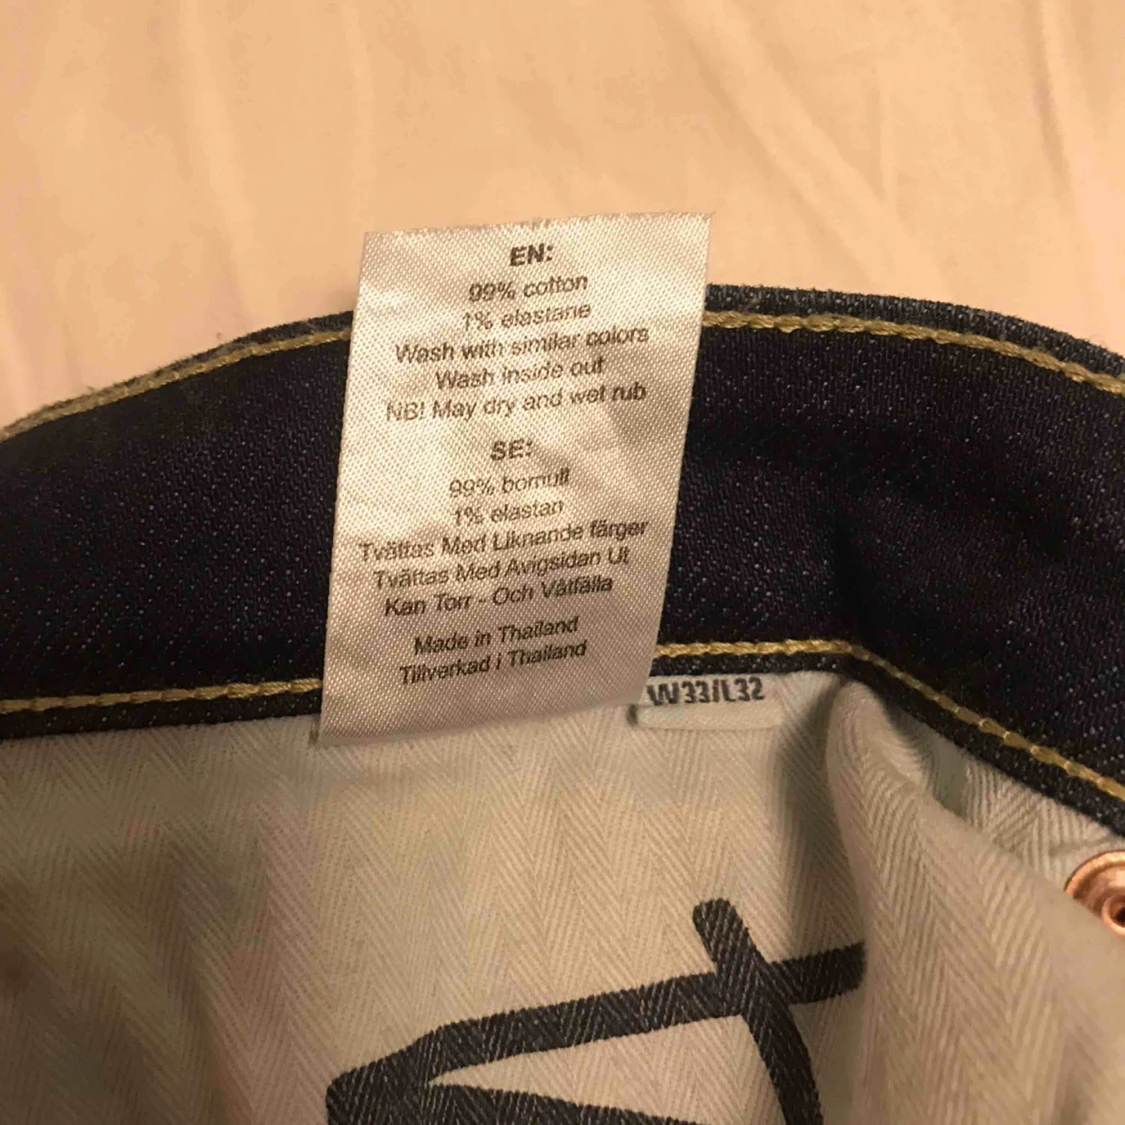 EN:
99% cotton
1% elastane
Wash with similar colors
Wash inside out
NB! May dry and wet rub
SE:
99% bomull
1% elastan
Tvättas Med Liknande färger
Tvättas Med Avigsidan Ut
Kan Torr - Och Våtfälla
Made in Thailand
Tillverkad i Thailand
W33/L32